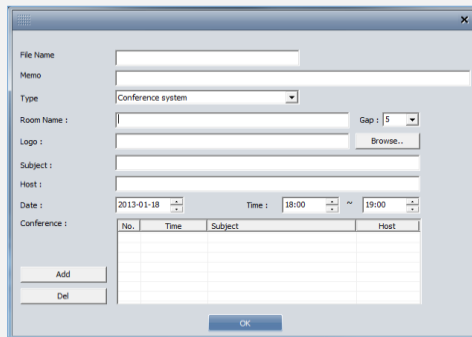 File Name
Memo
Type Conference system
Room Name : Gap : 5
Logo : Browse..
Subject :
Host :
Date : 2013-01-18 Time : 18:00 ~ 19:00
Conference : No. Time Subject Host
Add
Del
OK